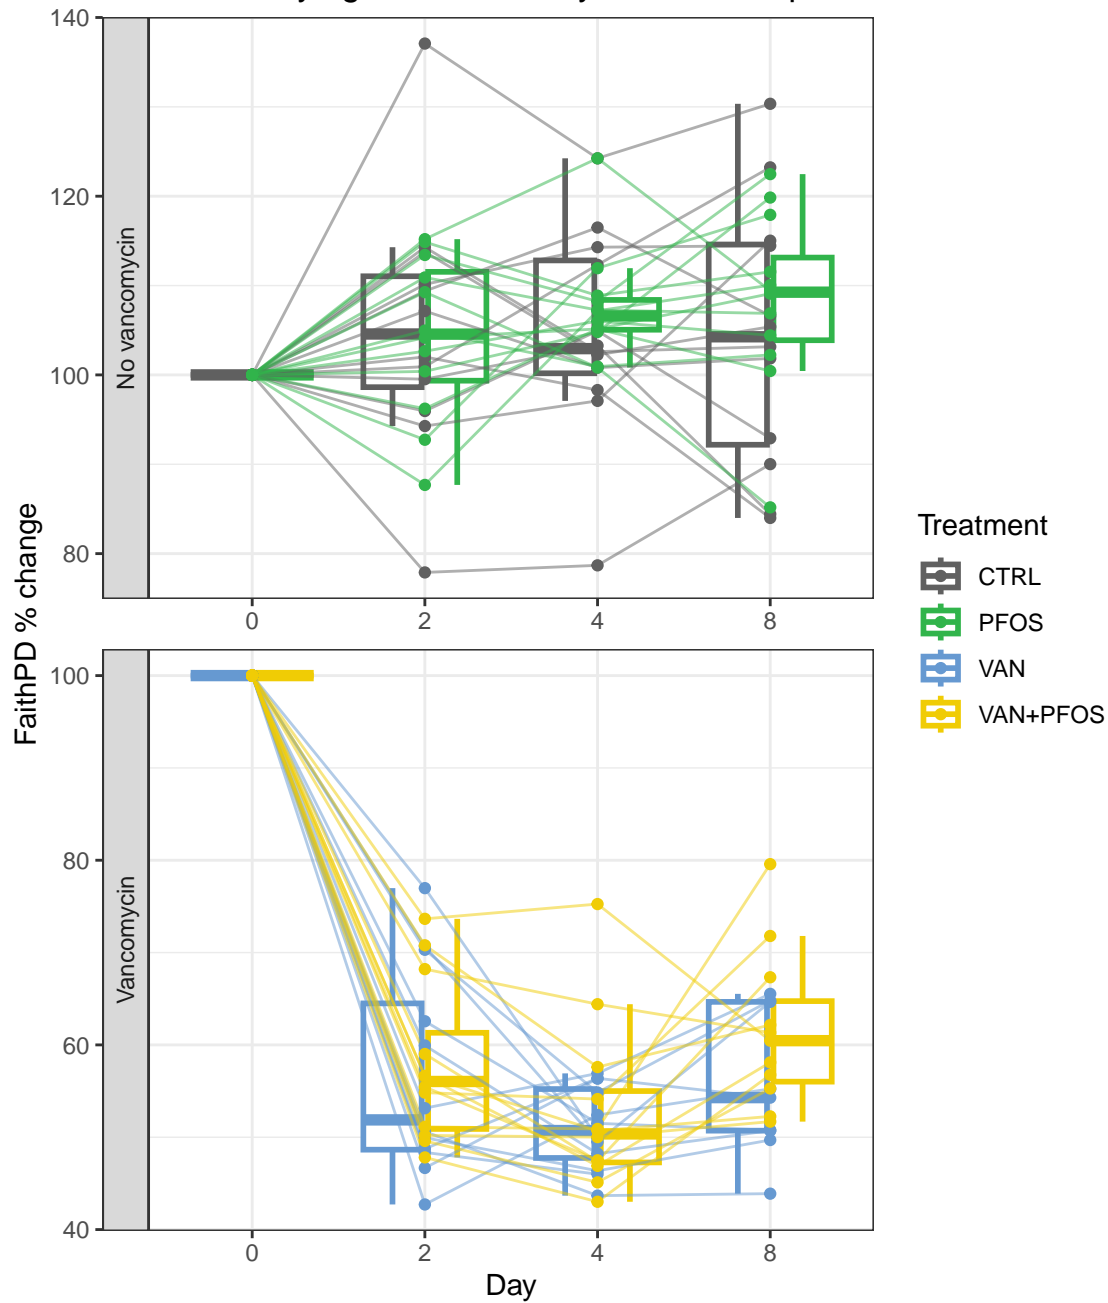 140
120
100
80
No vancomycin
0 2 4 8
100
80
60
40
Vancomycin
0 2 4 8
Day
FaithPD % change
Treatment
CTRL
PFOS
VAN
VAN+PFOS